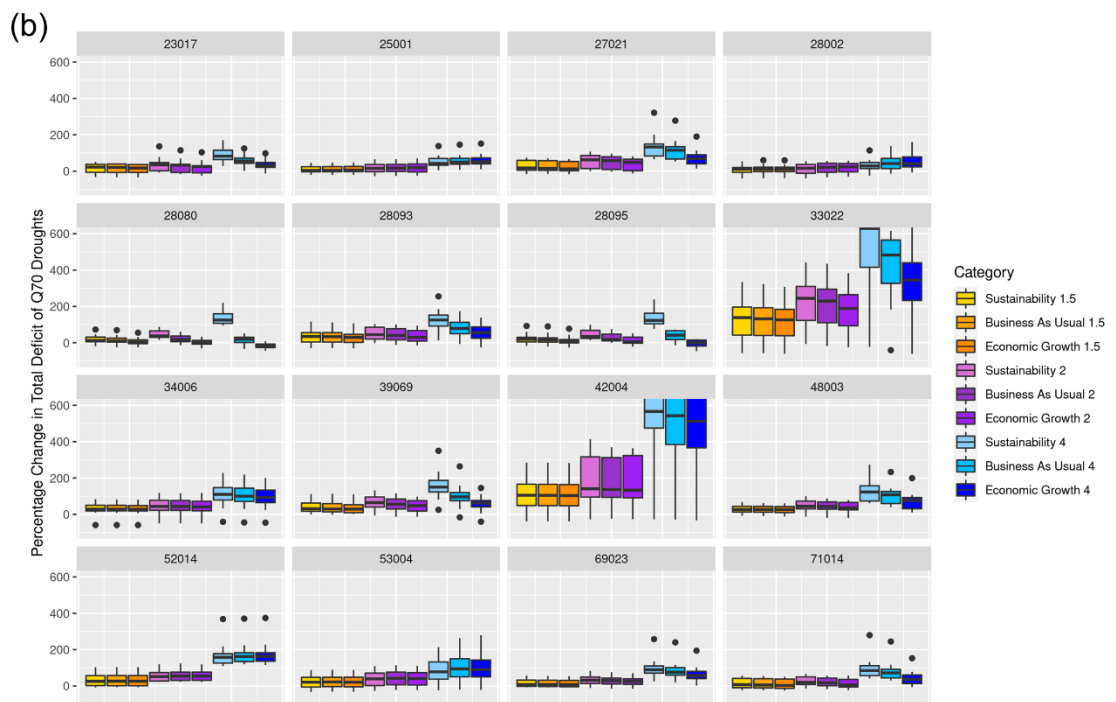 (b)
Percentage Change in Total Deficit of Q70 Droughts
23017 25001 27021 28002
600
400
200
0
28080 28093 28095 33022
600
400
200
0
34006 39069 42004 48003
600
400
200
0
52014 53004 69023 71014
600
400
200
0
Category
Sustainability 1.5
Business As Usual 1.5
Economic Growth 1.5
Sustainability 2
Business As Usual 2
Economic Growth 2
Sustainability 4
Business As Usual 4
Economic Growth 4